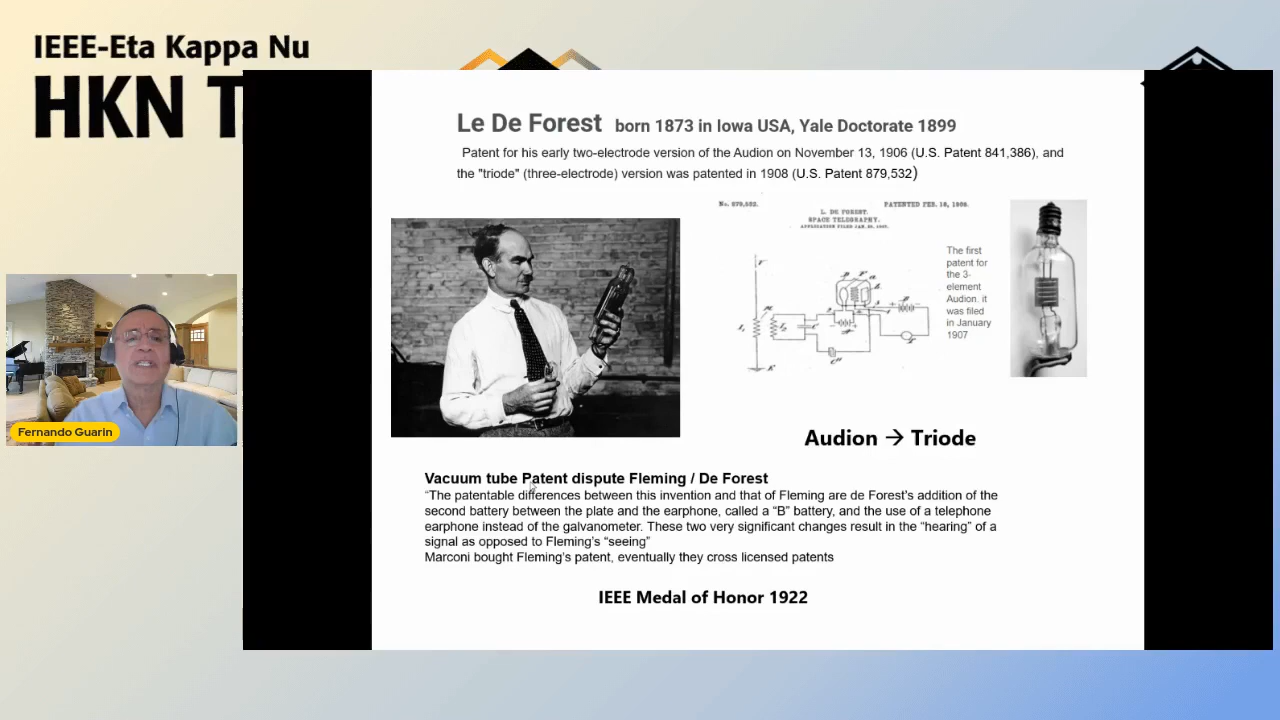 IEEE-Eta Kappa Nu
HKN T
Le De Forest born 1873 in Iowa USA, Yale Doctorate 1899
Patent for his early two-electrode version of the Audion on November 13, 1906 (U.S. Patent 841,386), and
the "triode" (three-electrode) version was patented in 1908 (U.S. Patent 879,532)
No. 879,532.
PATENTED FEB. 18, 1908.
L. DE FOREST.
SPACE TELEGRAPHY.
APPLICATION FILED JAN. 29, 1907.
The first
patent for
the 3-
element
Audion, it
was filed
in January
1907
Audion → Triode
Fernando Guarin
Vacuum tube Patent dispute Fleming / De Forest
“The patentable differences between this invention and that of Fleming are de Forest’s addition of the
second battery between the plate and the earphone, called a “B” battery, and the use of a telephone
earphone instead of the galvanometer. These two very significant changes result in the “hearing” of a
signal as opposed to Fleming’s “seeing”
Marconi bought Fleming’s patent, eventually they cross licensed patents
IEEE Medal of Honor 1922